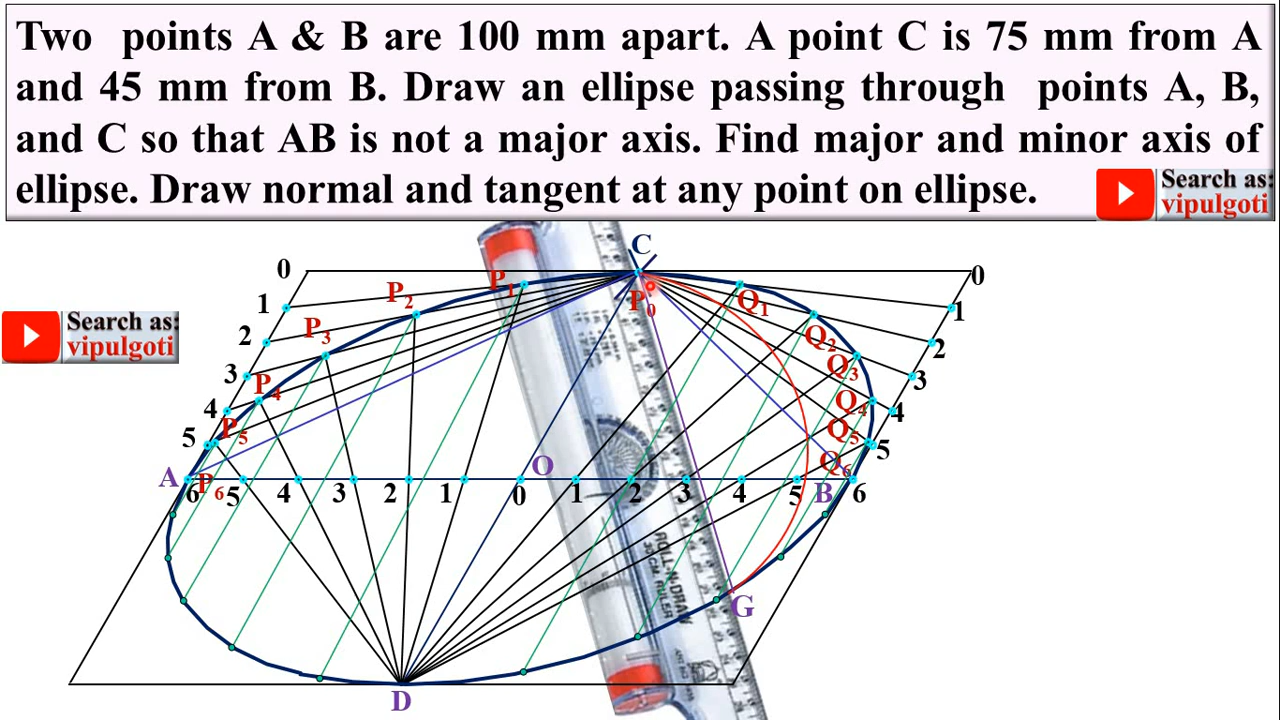 Two points A & B are 100 mm apart. A point C is 75 mm from A
and 45 mm from B. Draw an ellipse passing through points A, B,
and C so that AB is not a major axis. Find major and minor axis of
ellipse. Draw normal and tangent at any point on ellipse.
Search as:
vipulgoti
Search as:
vipulgoti
C
0 0
1 P₂ P₁ P₀ Q₁ 1
2 P₃ Q₂ 2
3 P₄ Q₃ 3
4 P₅ Q₄ 4
5 Q₅ 5
A O Q₆
6 P₆ 5 4 3 2 1 0 1 2 3 4 5 B 6
ROLL-N-DRAW
30CM. RULER
G
D